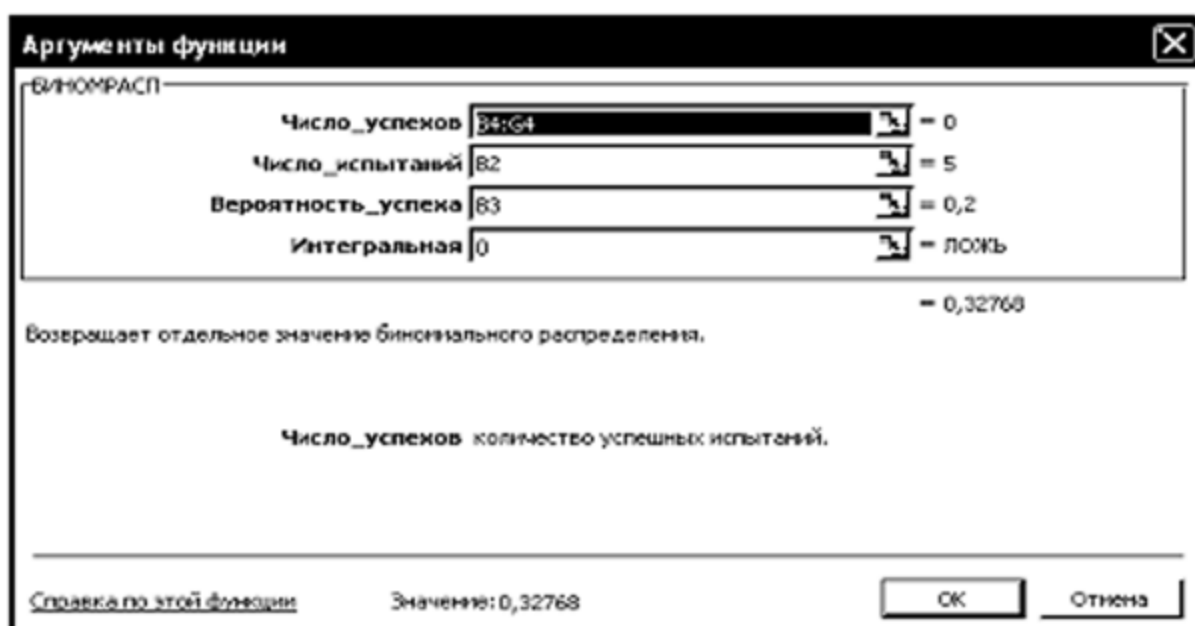 Аргументы функции
БИНОМРАСП
Число_успехов B4:G4 = 0
Число_испытаний B2 = 5
Вероятность_успеха B3 = 0,2
Интегральная 0 = ЛОЖЬ
= 0,32768
Возвращает отдельное значение биномиального распределения.
Число_успехов количество успешных испытаний.
Справка по этой функции Значение: 0,32768 ОК Отмена